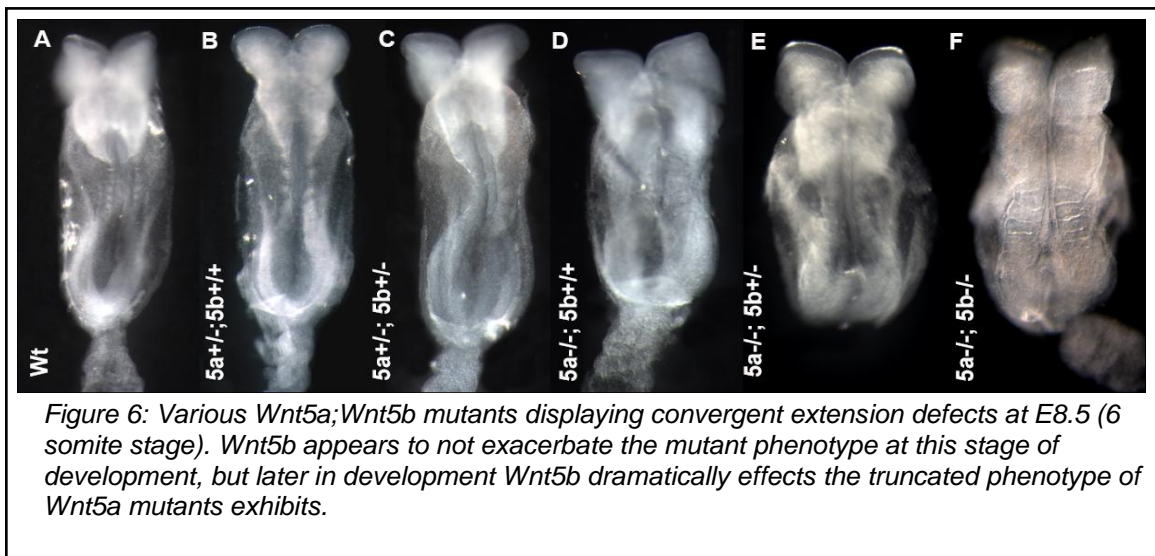 A B C D E F
Wt
5a+/-;5b+/+
5a+/-; 5b+/-
5a-/-; 5b+/+
5a-/-; 5b+/-
5a-/-; 5b-/-
Figure 6: Various Wnt5a;Wnt5b mutants displaying convergent extension defects at E8.5 (6
somite stage). Wnt5b appears to not exacerbate the mutant phenotype at this stage of
development, but later in development Wnt5b dramatically effects the truncated phenotype of
Wnt5a mutants exhibits.